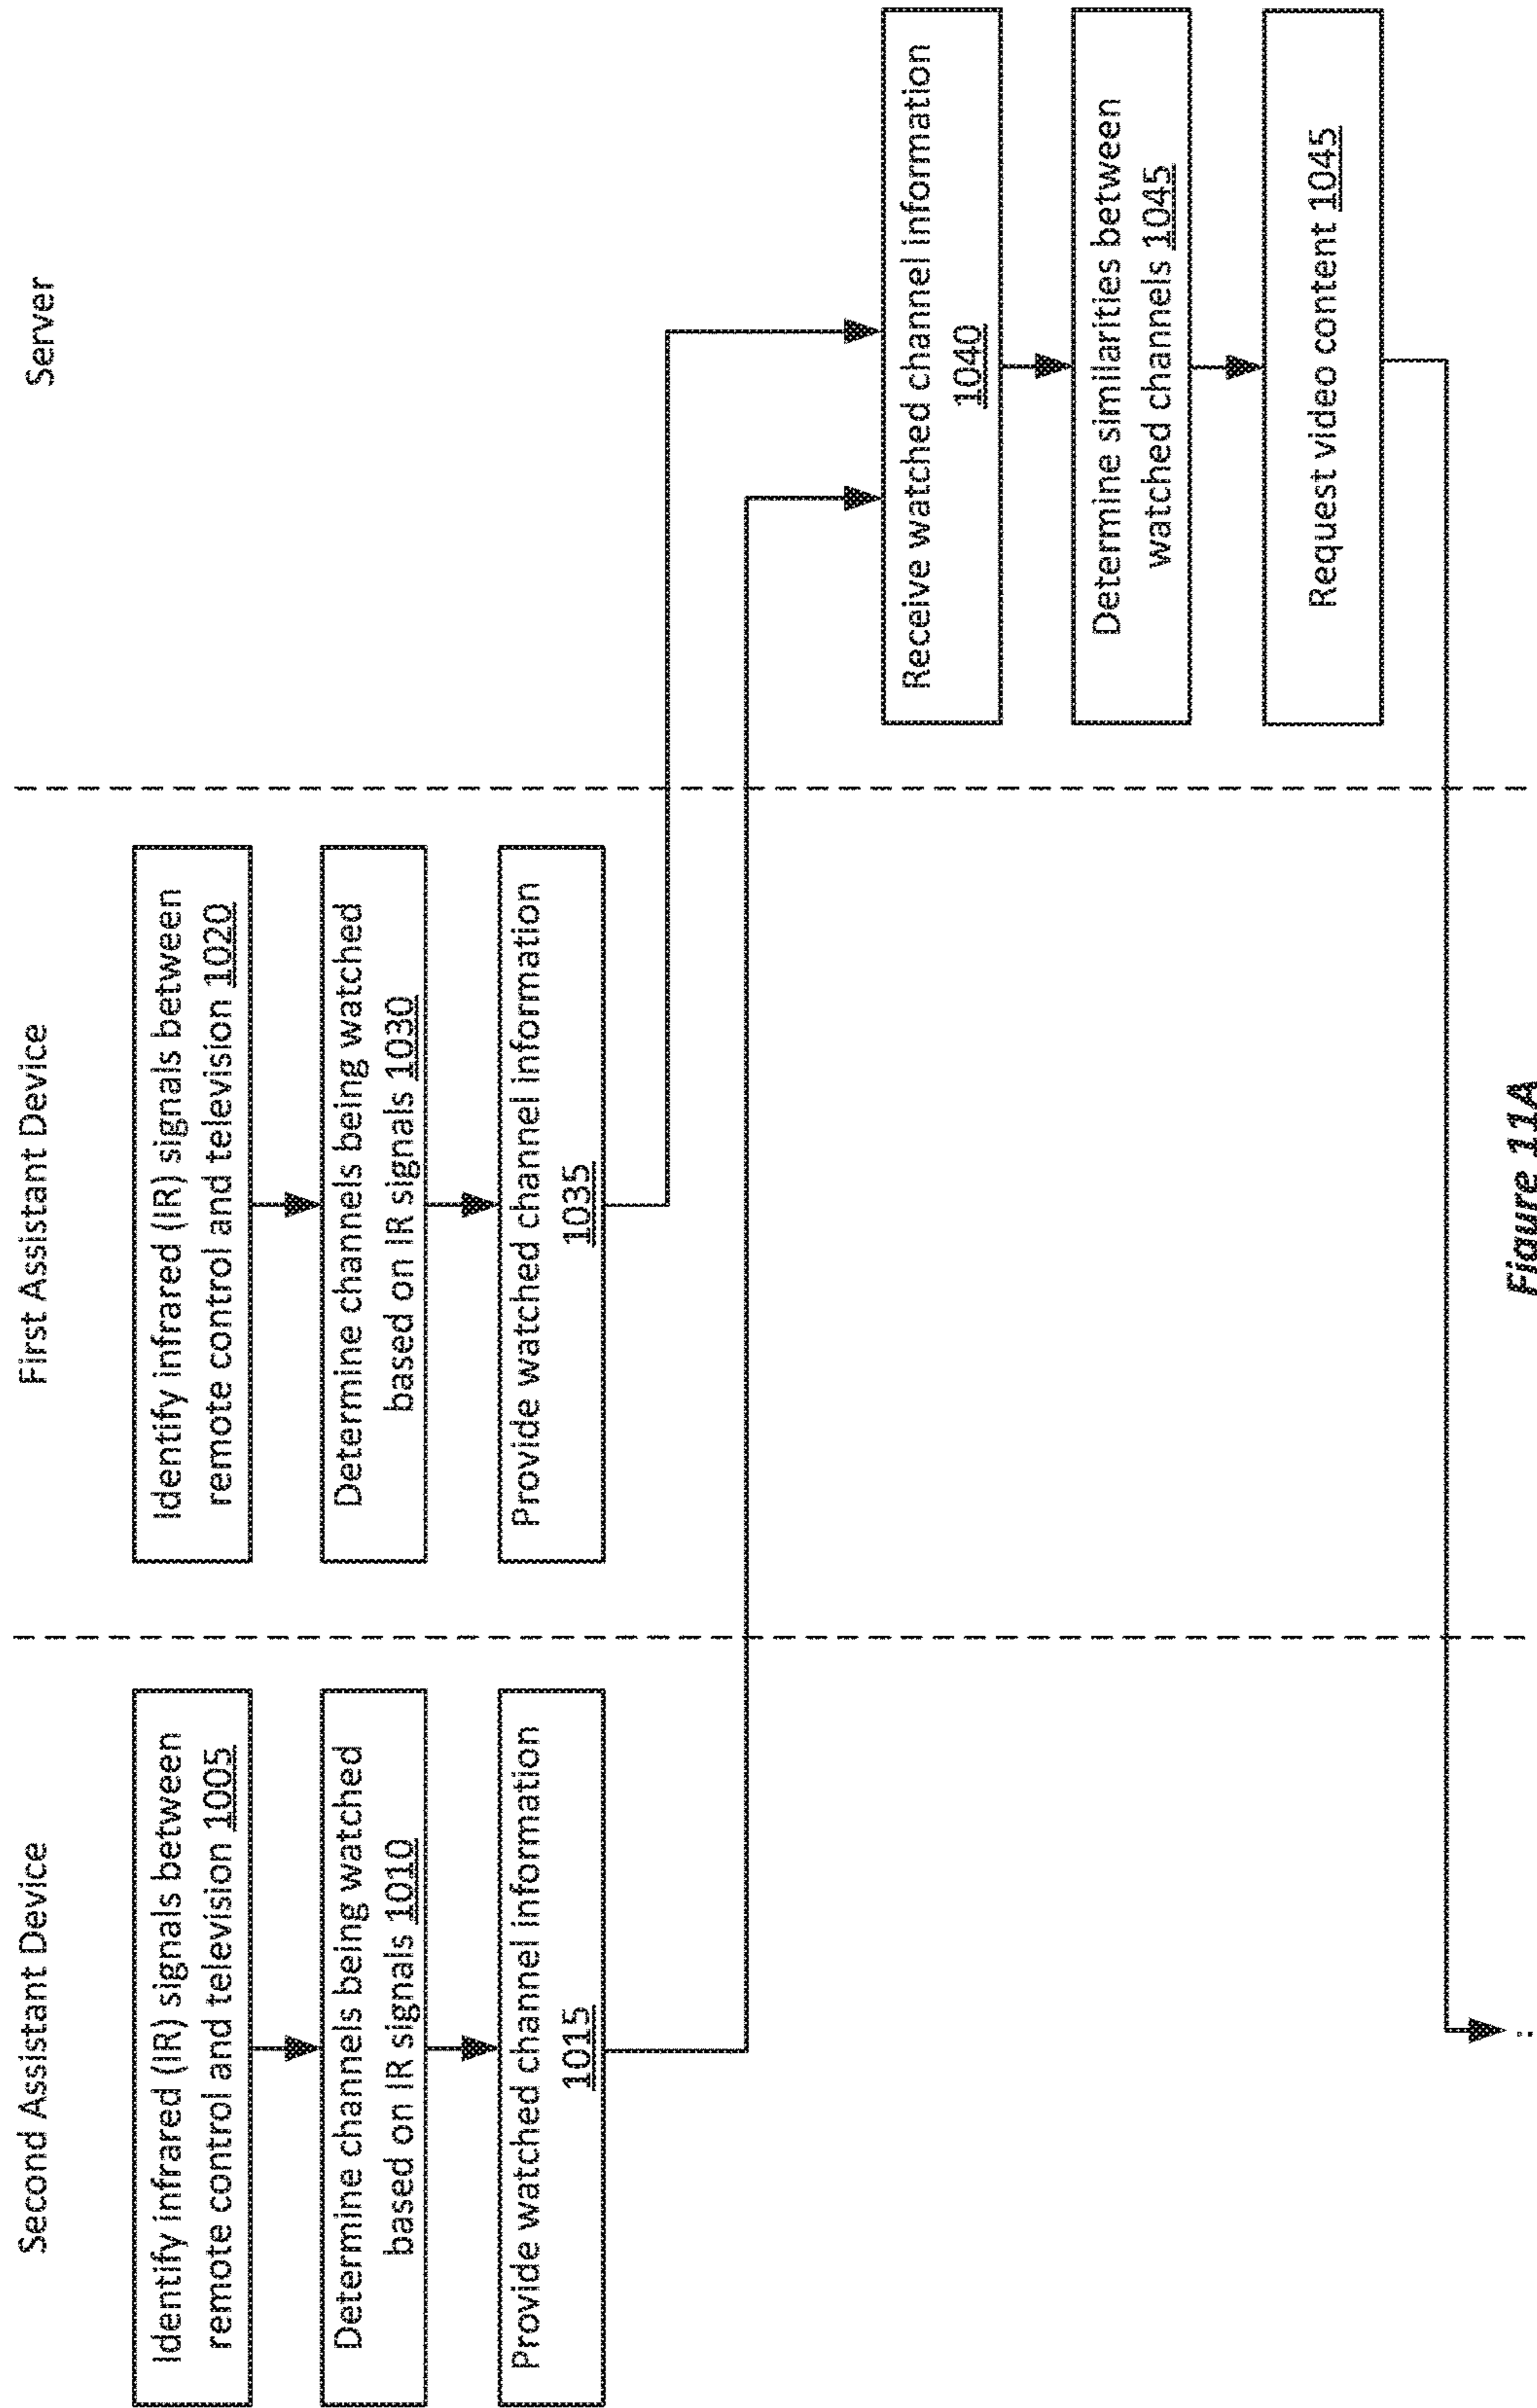 Second Assistant Device
First Assistant Device
Server
Identify infrared (IR) signals between
remote control and television 1005
Determine channels being watched
based on IR signals 1010
Provide watched channel information
1015
Identify infrared (IR) signals between
remote control and television 1020
Determine channels being watched
based on IR signals 1030
Provide watched channel information
1035
Receive watched channel information
1040
Determine similarities between
watched channels 1045
Request video content 1045
Figure 11A